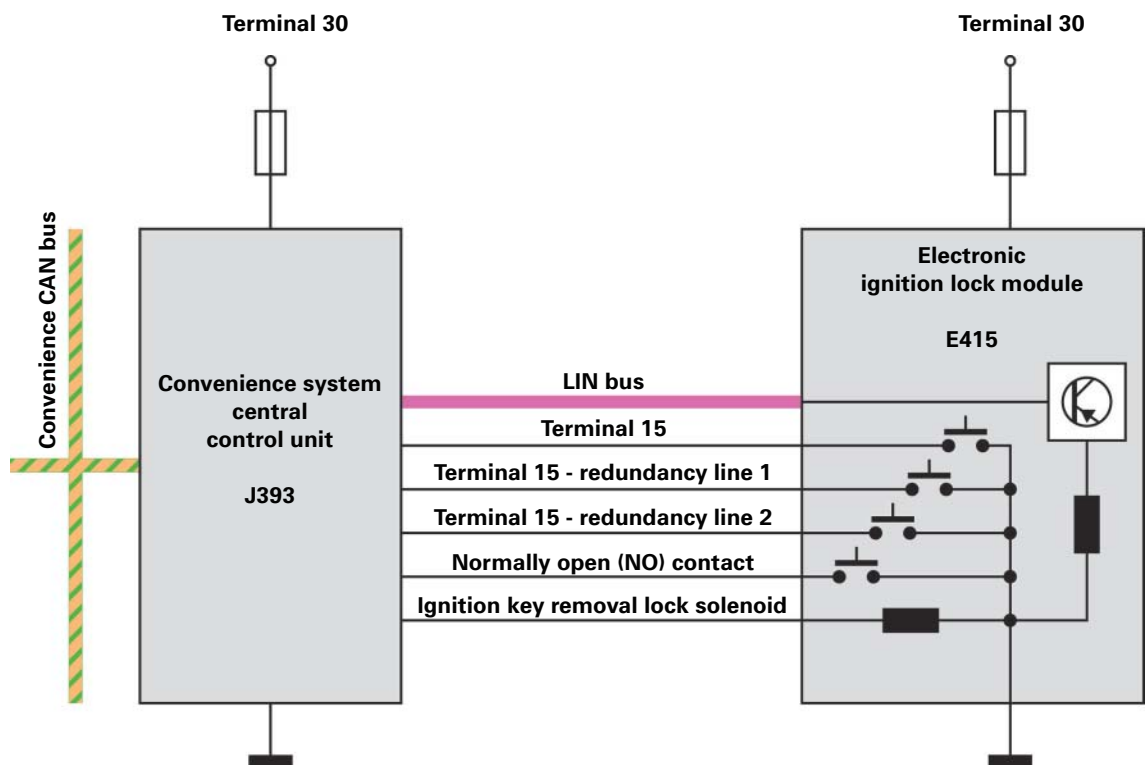 Terminal 30
Terminal 30
Convenience CAN bus
Electronic
ignition lock module
E415
Convenience system
central
control unit
J393
LIN bus
Terminal 15
Terminal 15 - redundancy line 1
Terminal 15 - redundancy line 2
Normally open (NO) contact
Ignition key removal lock solenoid